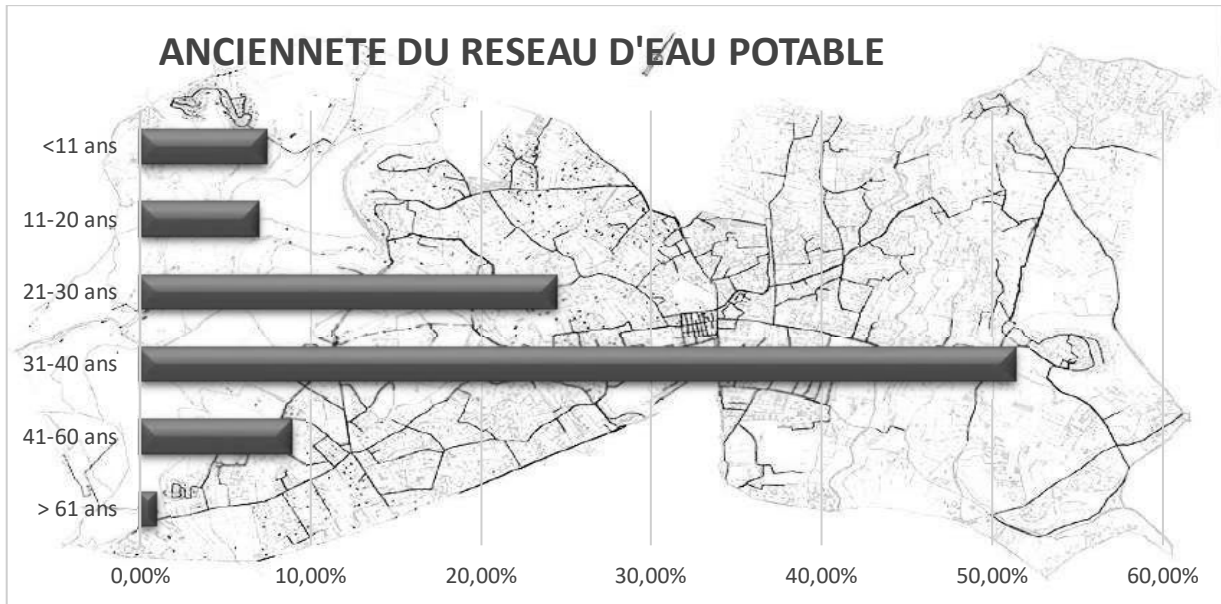 ANCIENNETE DU RESEAU D'EAU POTABLE
<11 ans
11-20 ans
21-30 ans
31-40 ans
41-60 ans
> 61 ans
0,00% 10,00% 20,00% 30,00% 40,00% 50,00% 60,00%